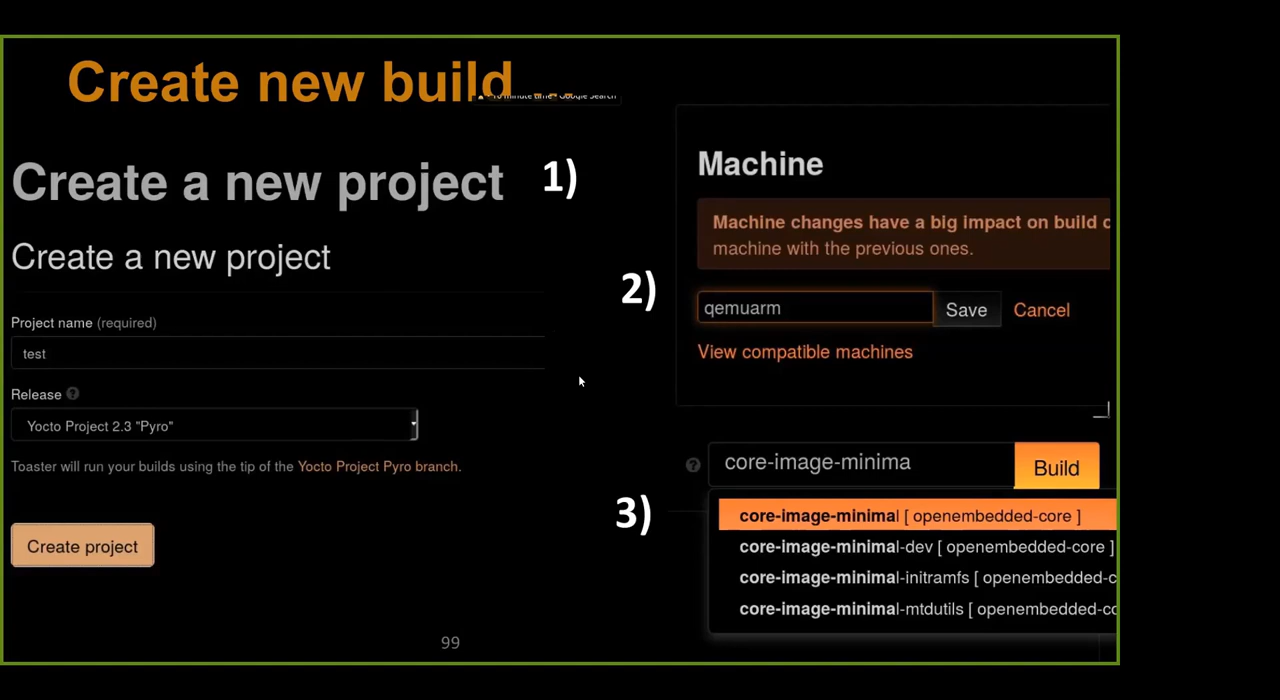 Create new build ...
Google Search
Create a new project
1)
Create a new project
Project name (required)
test
Release ?
Yocto Project 2.3 "Pyro"
Toaster will run your builds using the tip of the Yocto Project Pyro branch.
Create project
Machine
Machine changes have a big impact on build
machine with the previous ones.
2)
qemuarm
Save
Cancel
View compatible machines
? core-image-minima
Build
3)
core-image-minimal [ openembedded-core ]
core-image-minimal-dev [ openembedded-core ]
core-image-minimal-initramfs [ openembedded-c
core-image-minimal-mtdutils [ openembedded-co
99